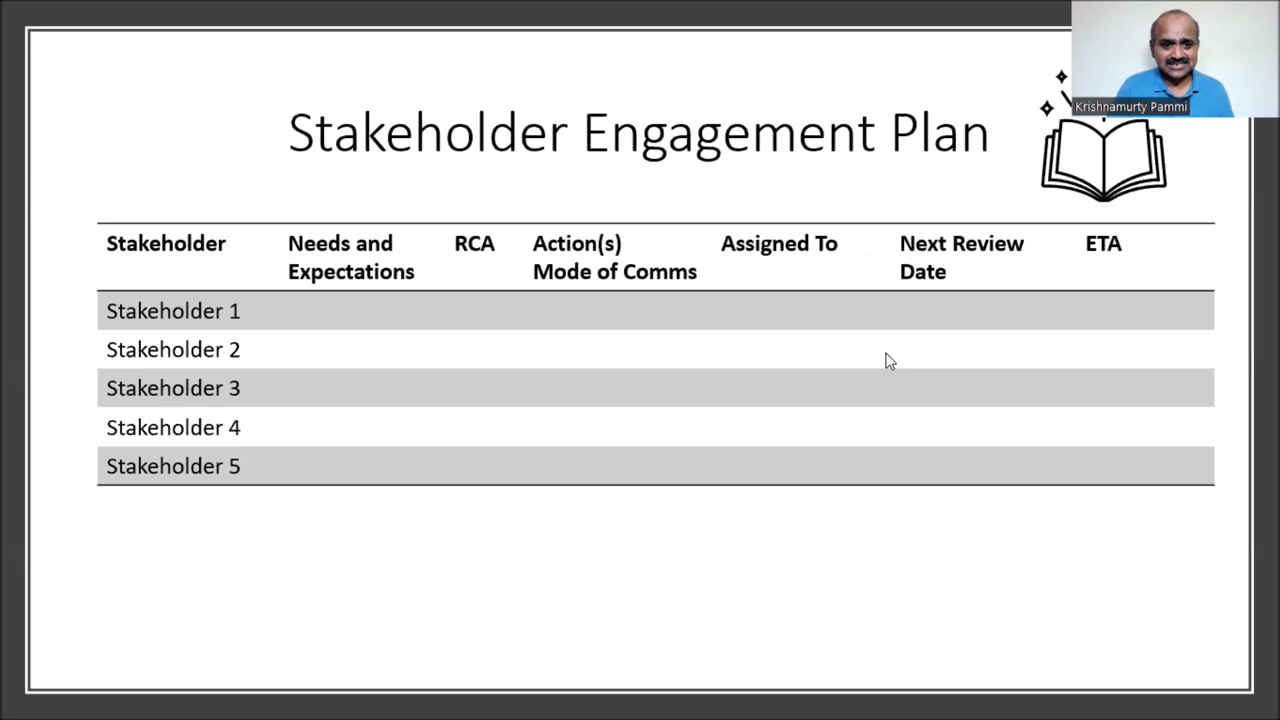 Krishnamurty Pammi
Stakeholder Engagement Plan
Stakeholder Needs and RCA Action(s) Assigned To Next Review ETA
Expectations Mode of Comms Date
Stakeholder 1
Stakeholder 2
Stakeholder 3
Stakeholder 4
Stakeholder 5